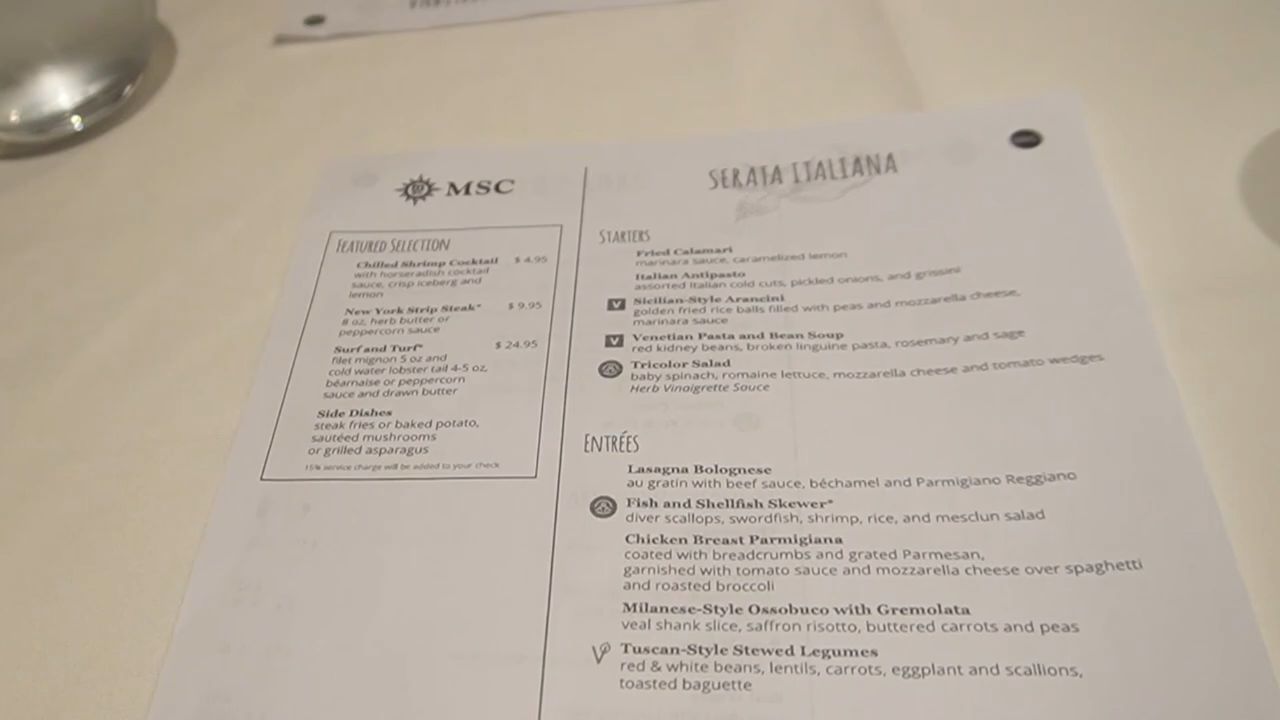 MSC
FEATURED SELECTION
Chilled Shrimp Cocktail $ 4.95
with horseradish cocktail
sauce, crisp iceberg and
lemon
New York Strip Steak* $ 9.95
8 oz, herb butter or
peppercorn sauce
Surf and Turf* $ 24.95
filet mignon 5 oz and
cold water lobster tail 4-5 oz,
béarnaise or peppercorn
sauce and drawn butter
Side Dishes
steak fries or baked potato,
sautéed mushrooms
or grilled asparagus
15% service charge will be added to your check
SERATA ITALIANA
STARTERS
Fried Calamari
marinara sauce, caramelized lemon
Italian Antipasto
assorted Italian cold cuts, pickled onions, and grissini
V Sicilian-Style Arancini
golden fried rice balls filled with peas and mozzarella cheese,
marinara sauce
V Venetian Pasta and Bean Soup
red kidney beans, broken linguine pasta, rosemary and sage
Tricolor Salad
baby spinach, romaine lettuce, mozzarella cheese and tomato wedges
Herb Vinaigrette Sauce
ENTRÉES
Lasagna Bolognese
au gratin with beef sauce, béchamel and Parmigiano Reggiano
Fish and Shellfish Skewer*
diver scallops, swordfish, shrimp, rice, and mesclun salad
Chicken Breast Parmigiana
coated with breadcrumbs and grated Parmesan,
garnished with tomato sauce and mozzarella cheese over spaghetti
and roasted broccoli
Milanese-Style Ossobuco with Gremolata
veal shank slice, saffron risotto, buttered carrots and peas
Tuscan-Style Stewed Legumes
red & white beans, lentils, carrots, eggplant and scallions,
toasted baguette